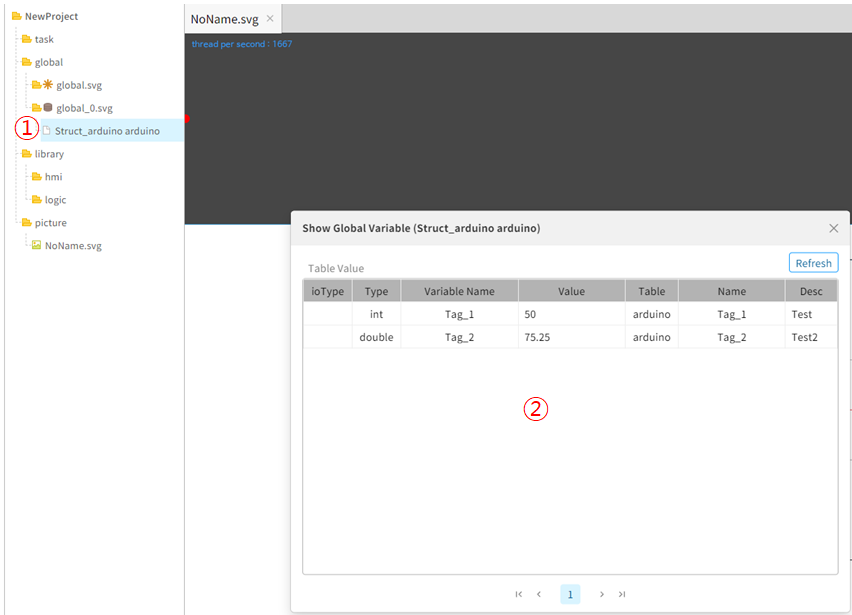 NewProject
task
global
global.svg
global_0.svg
① Struct_arduino arduino
library
hmi
logic
picture
NoName.svg
NoName.svg ×
thread per second : 1667
Show Global Variable (Struct_arduino arduino) ×
Table Value
Refresh
ioType Type Variable Name Value Table Name Desc
int Tag_1 50 arduino Tag_1 Test
double Tag_2 75.25 arduino Tag_2 Test2
②
1